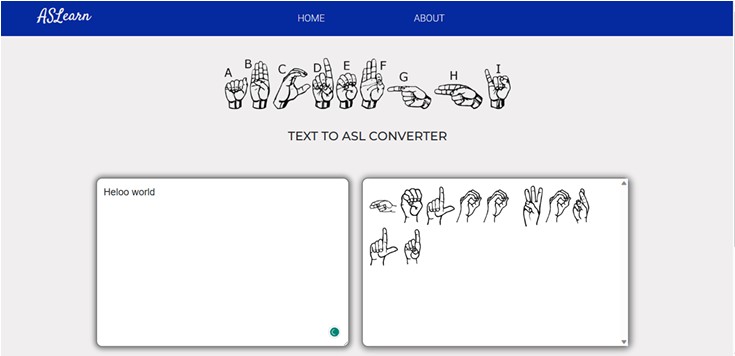 ASLearn HOME ABOUT
A B C D E F G H I
TEXT TO ASL CONVERTER
Heloo world